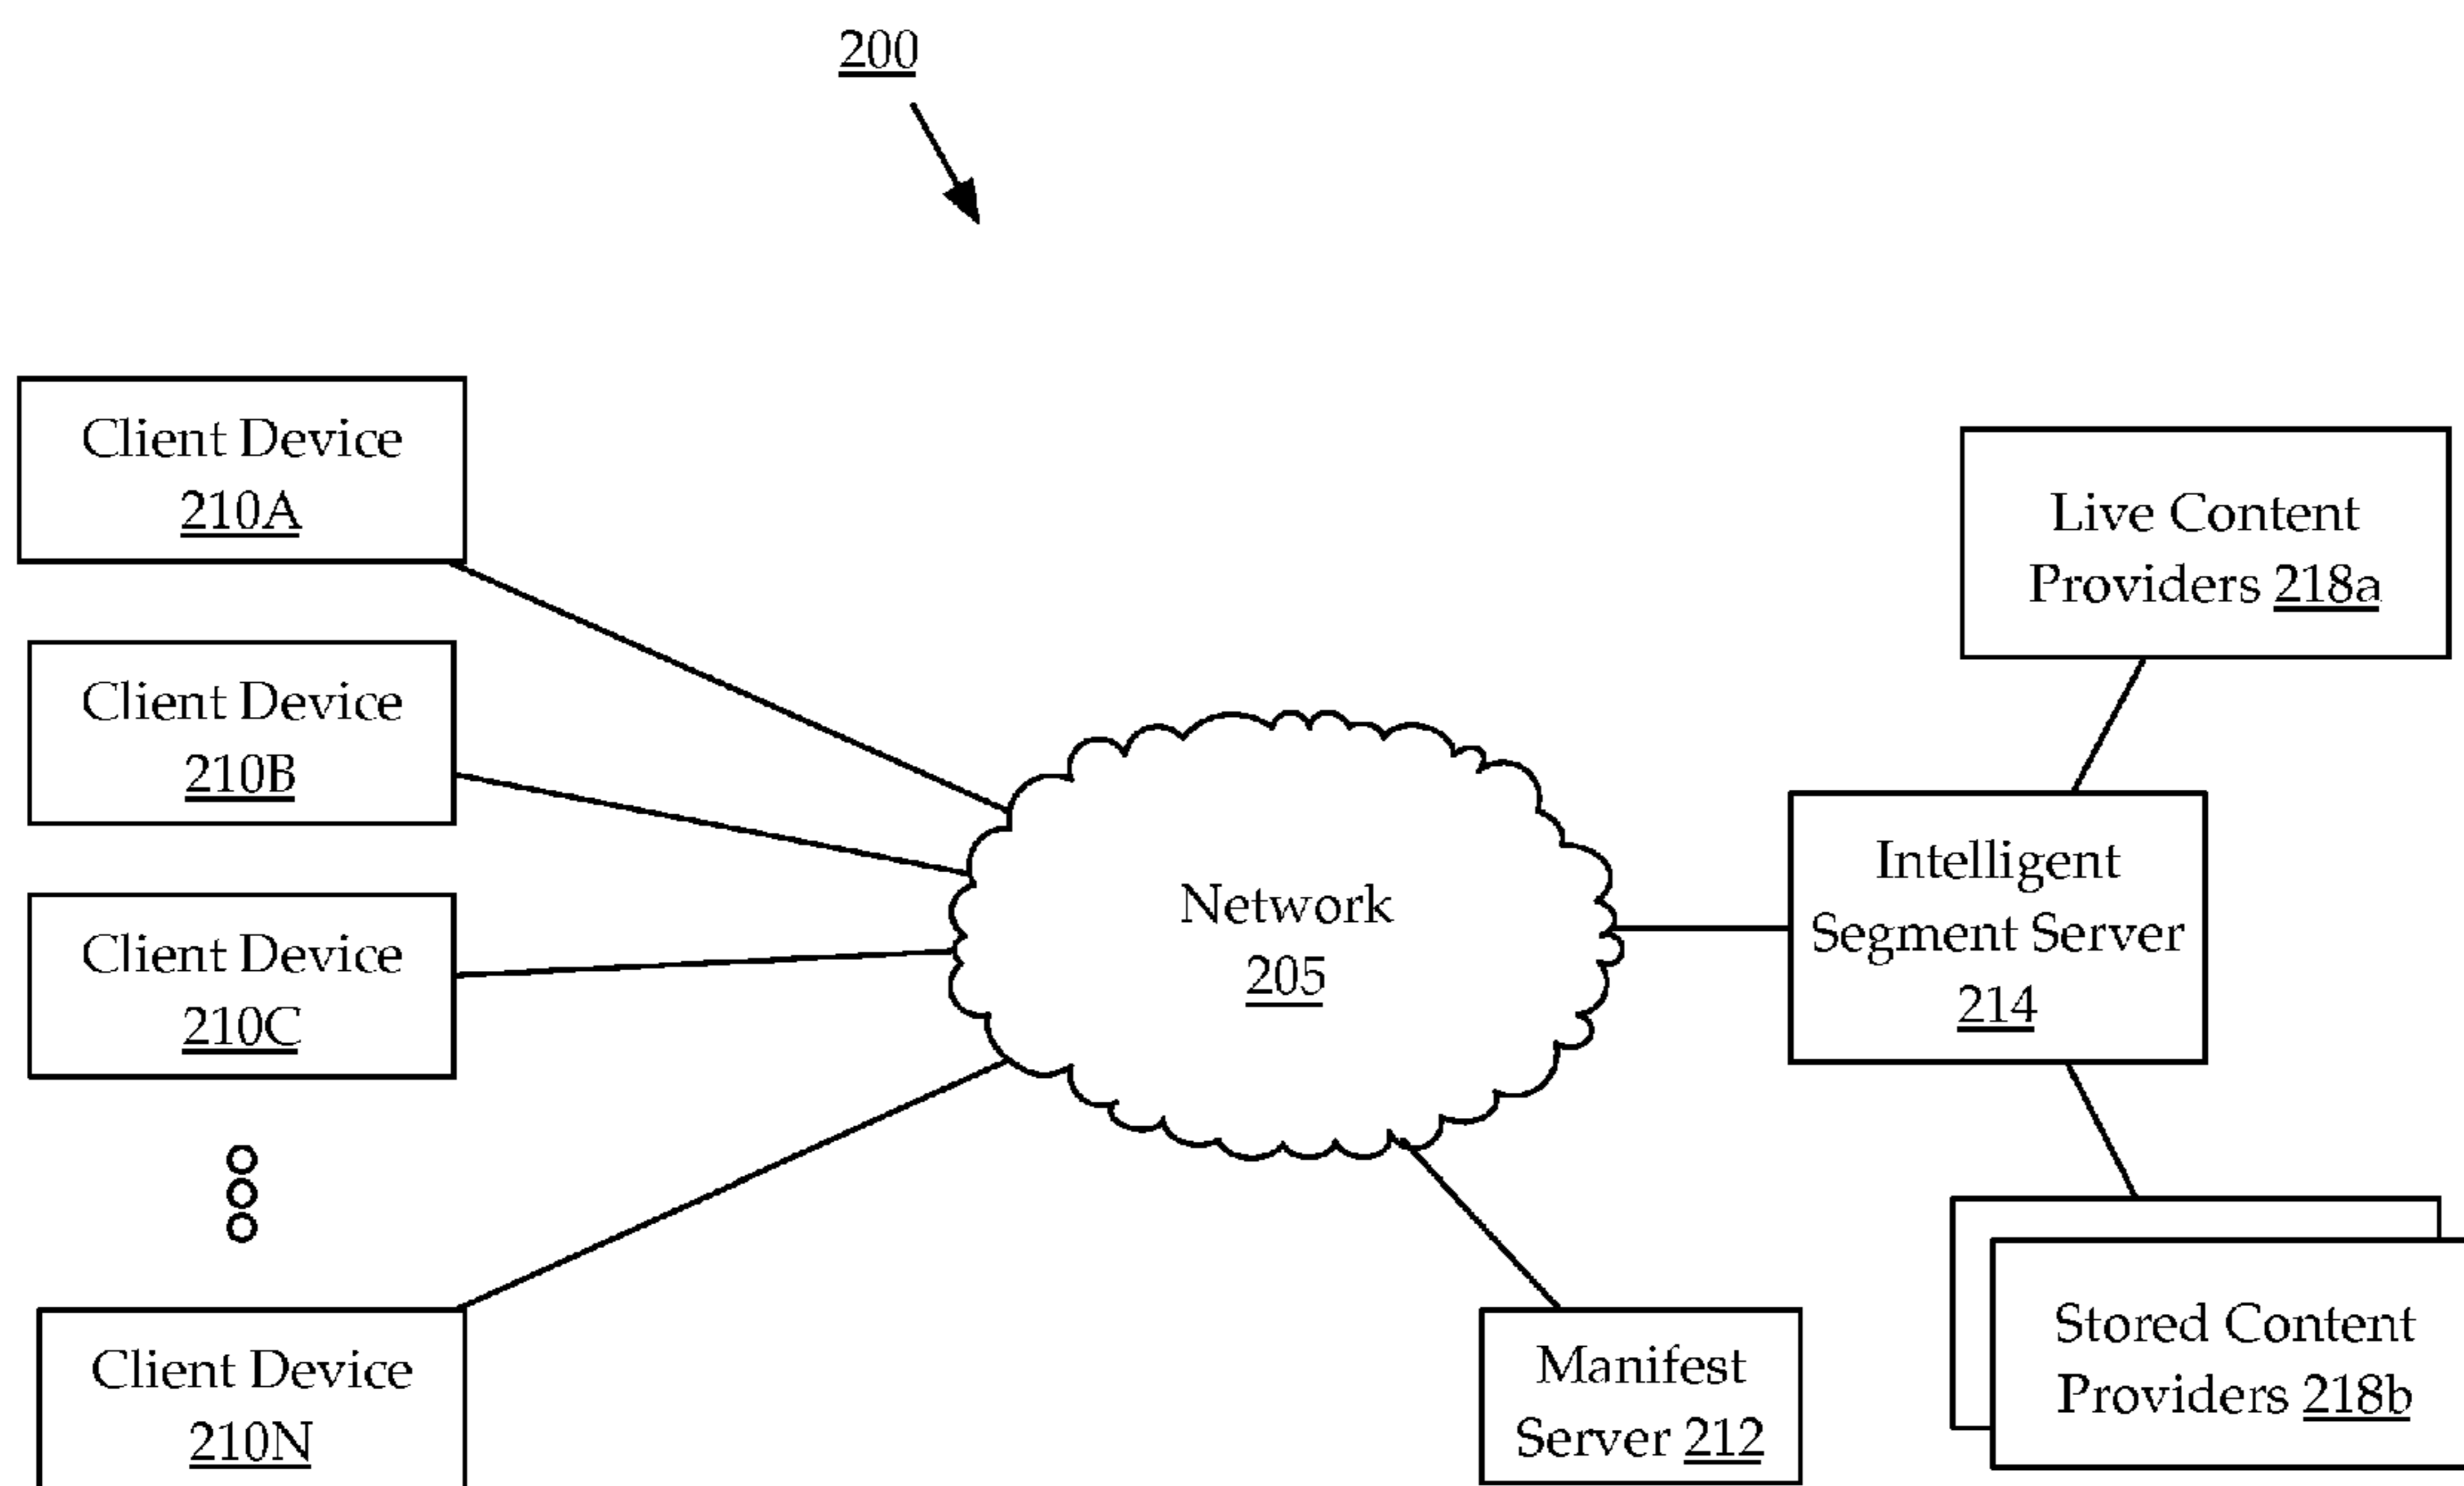 200
Client Device
210A
Client Device
210B
Client Device
210C
Client Device
210N
Network
205
Live Content
Providers 218a
Intelligent
Segment Server
214
Manifest
Server 212
Stored Content
Providers 218b